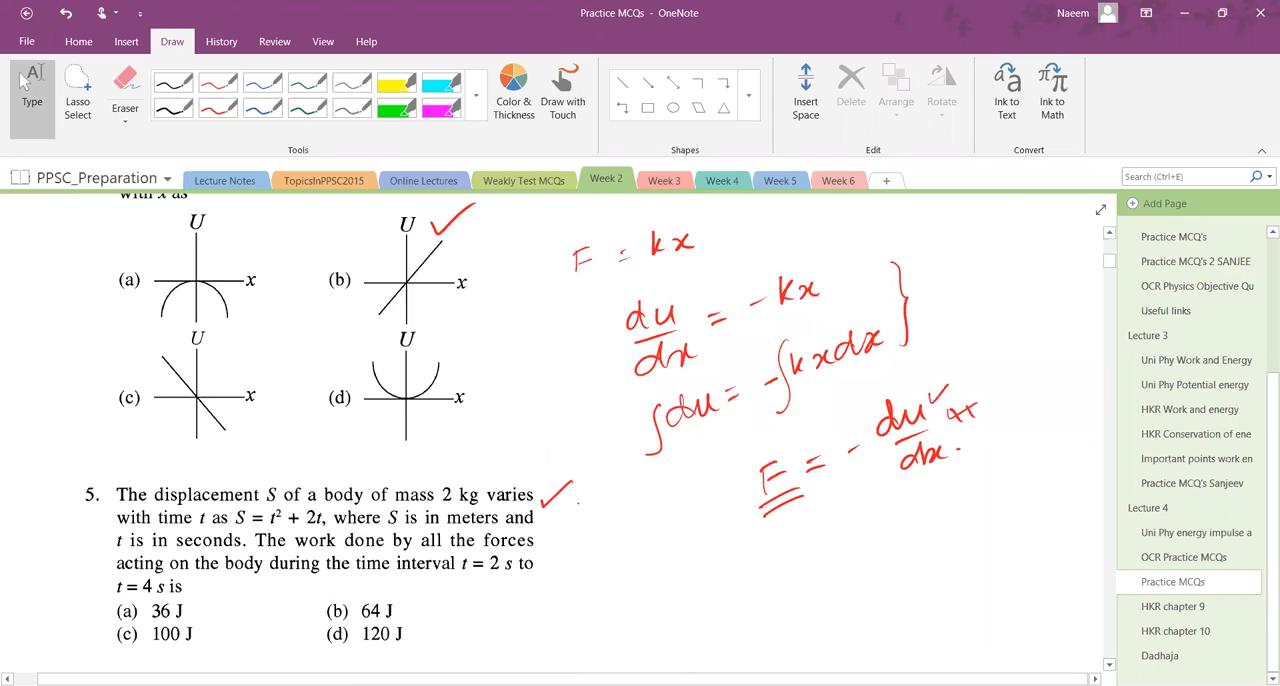 Practice MCQs - OneNote
Naeem
File Home Insert Draw History Review View Help
Type
Lasso Select
Eraser
Color & Thickness
Draw with Touch
Insert Space
Delete
Arrange
Rotate
Ink to Text
Ink to Math
Tools
Shapes
Edit
Convert
PPSC_Preparation
Lecture Notes
TopicsInPPSC2015
Online Lectures
Weakly Test MCQs
Week 2
Week 3
Week 4
Week 5
Week 6
+
Search (Ctrl+E)
Add Page
Practice MCQ's
Practice MCQ's 2 SANJEE
OCR Physics Objective Qu
Useful links
Lecture 3
Uni Phy Work and Energy
Uni Phy Potential energy
HKR Work and energy
HKR Conservation of ene
Important points work en
Practice MCQ's Sanjeev
Lecture 4
Uni Phy energy impulse a
OCR Practice MCQs
Practice MCQs
HKR chapter 9
HKR chapter 10
Dadhaja
with x as
(a) U x
(b) U x
(c) U x
(d) U x
F = kx
du/dx = -kx
∫du = -∫kxdx
F = - du/dx
5. The displacement S of a body of mass 2 kg varies
with time t as S = t² + 2t, where S is in meters and
t is in seconds. The work done by all the forces
acting on the body during the time interval t = 2 s to
t = 4 s is
(a) 36 J (b) 64 J
(c) 100 J (d) 120 J